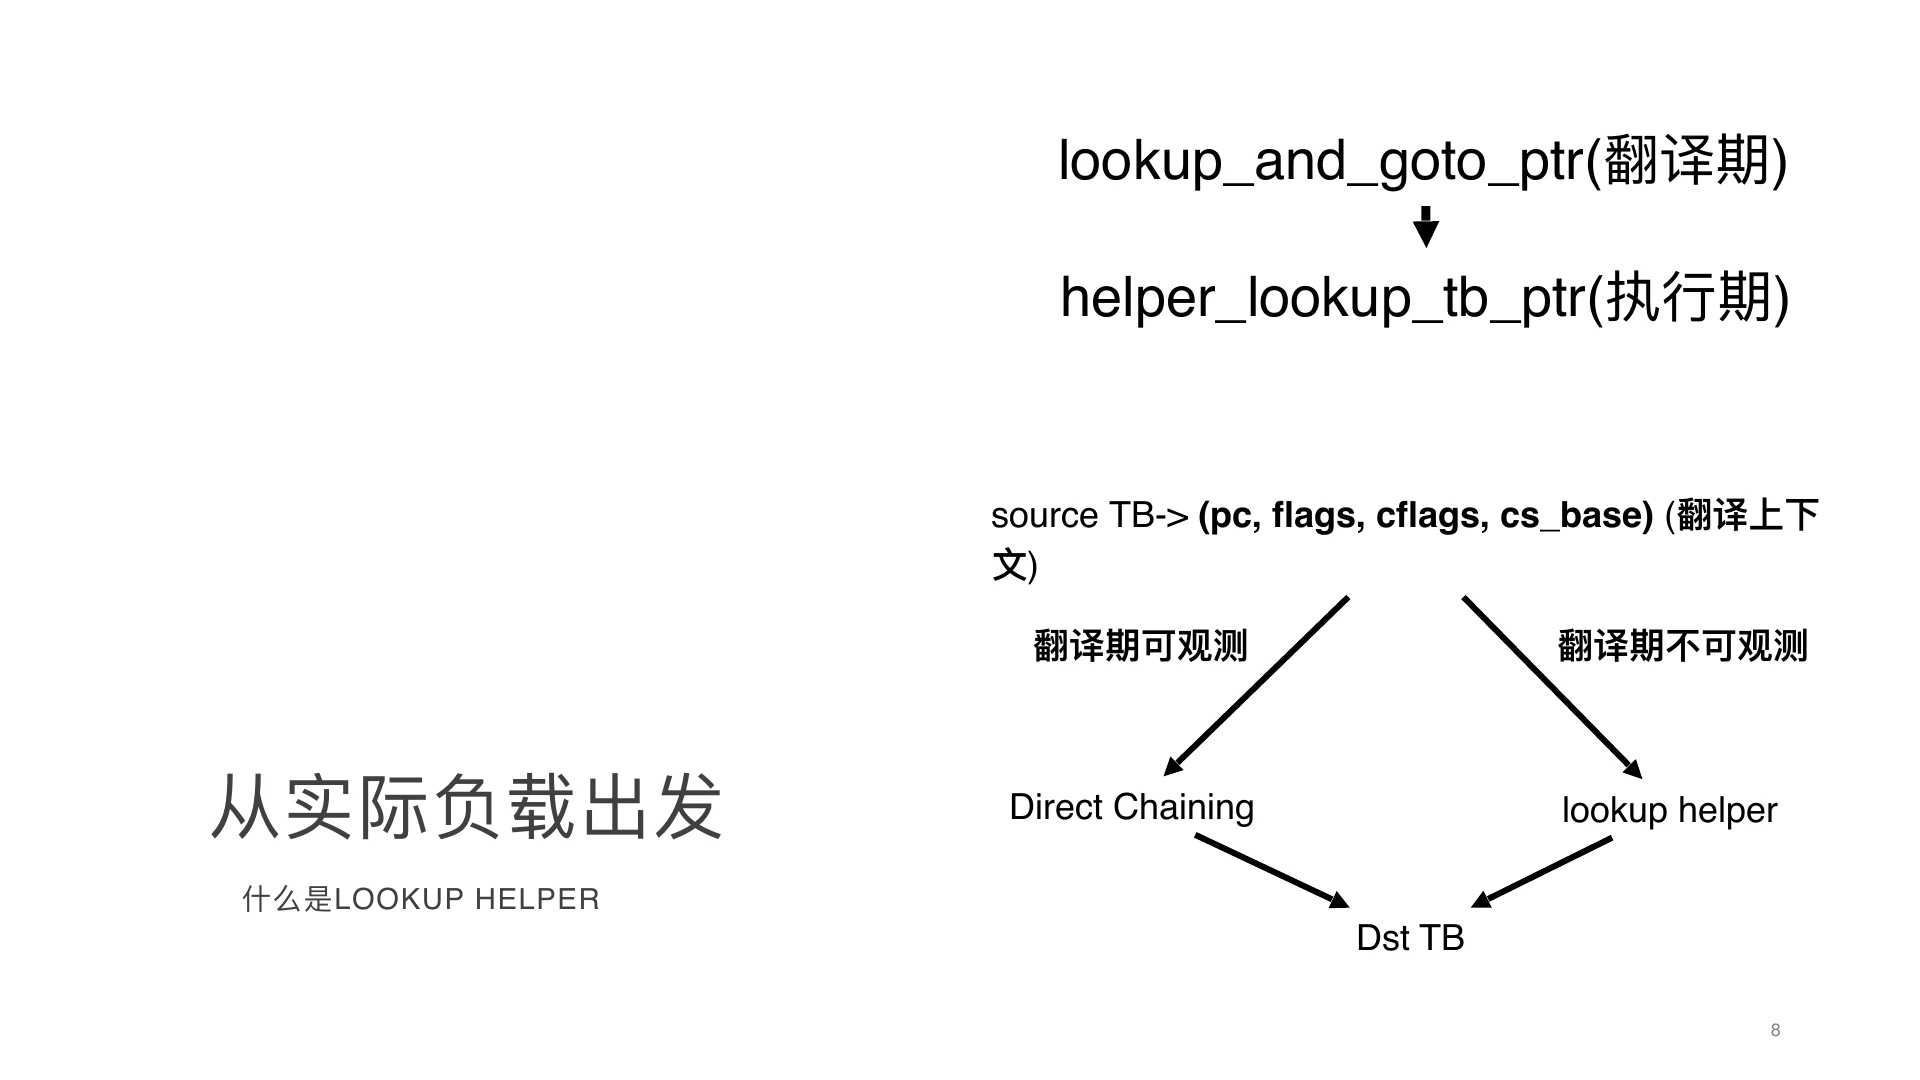 lookup_and_goto_ptr(翻译期)
helper_lookup_tb_ptr(执行期)
source TB-> (pc, flags, cflags, cs_base) (翻译上下
文)
翻译期可观测
翻译期不可观测
Direct Chaining
lookup helper
Dst TB
从实际负载出发
什么是LOOKUP HELPER
8